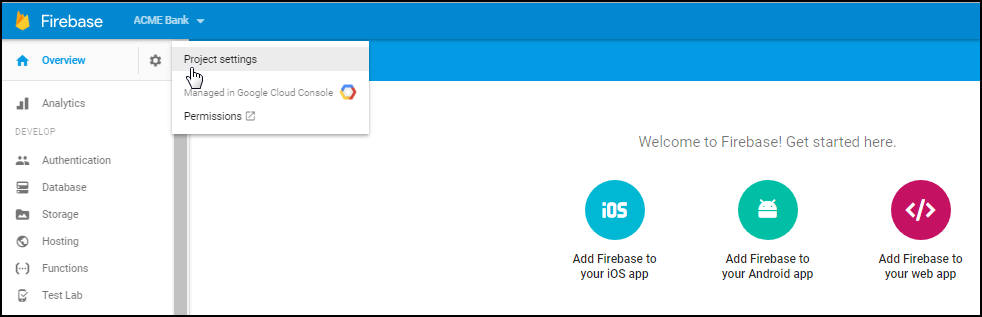 Firebase
ACME Bank
Overview
Project settings
Managed in Google Cloud Console
Permissions
Analytics
DEVELOP
Authentication
Database
Storage
Hosting
Functions
Test Lab
Welcome to Firebase! Get started here.
iOS
Add Firebase to
your iOS app
Add Firebase to
your Android app
</>
Add Firebase to
your web app